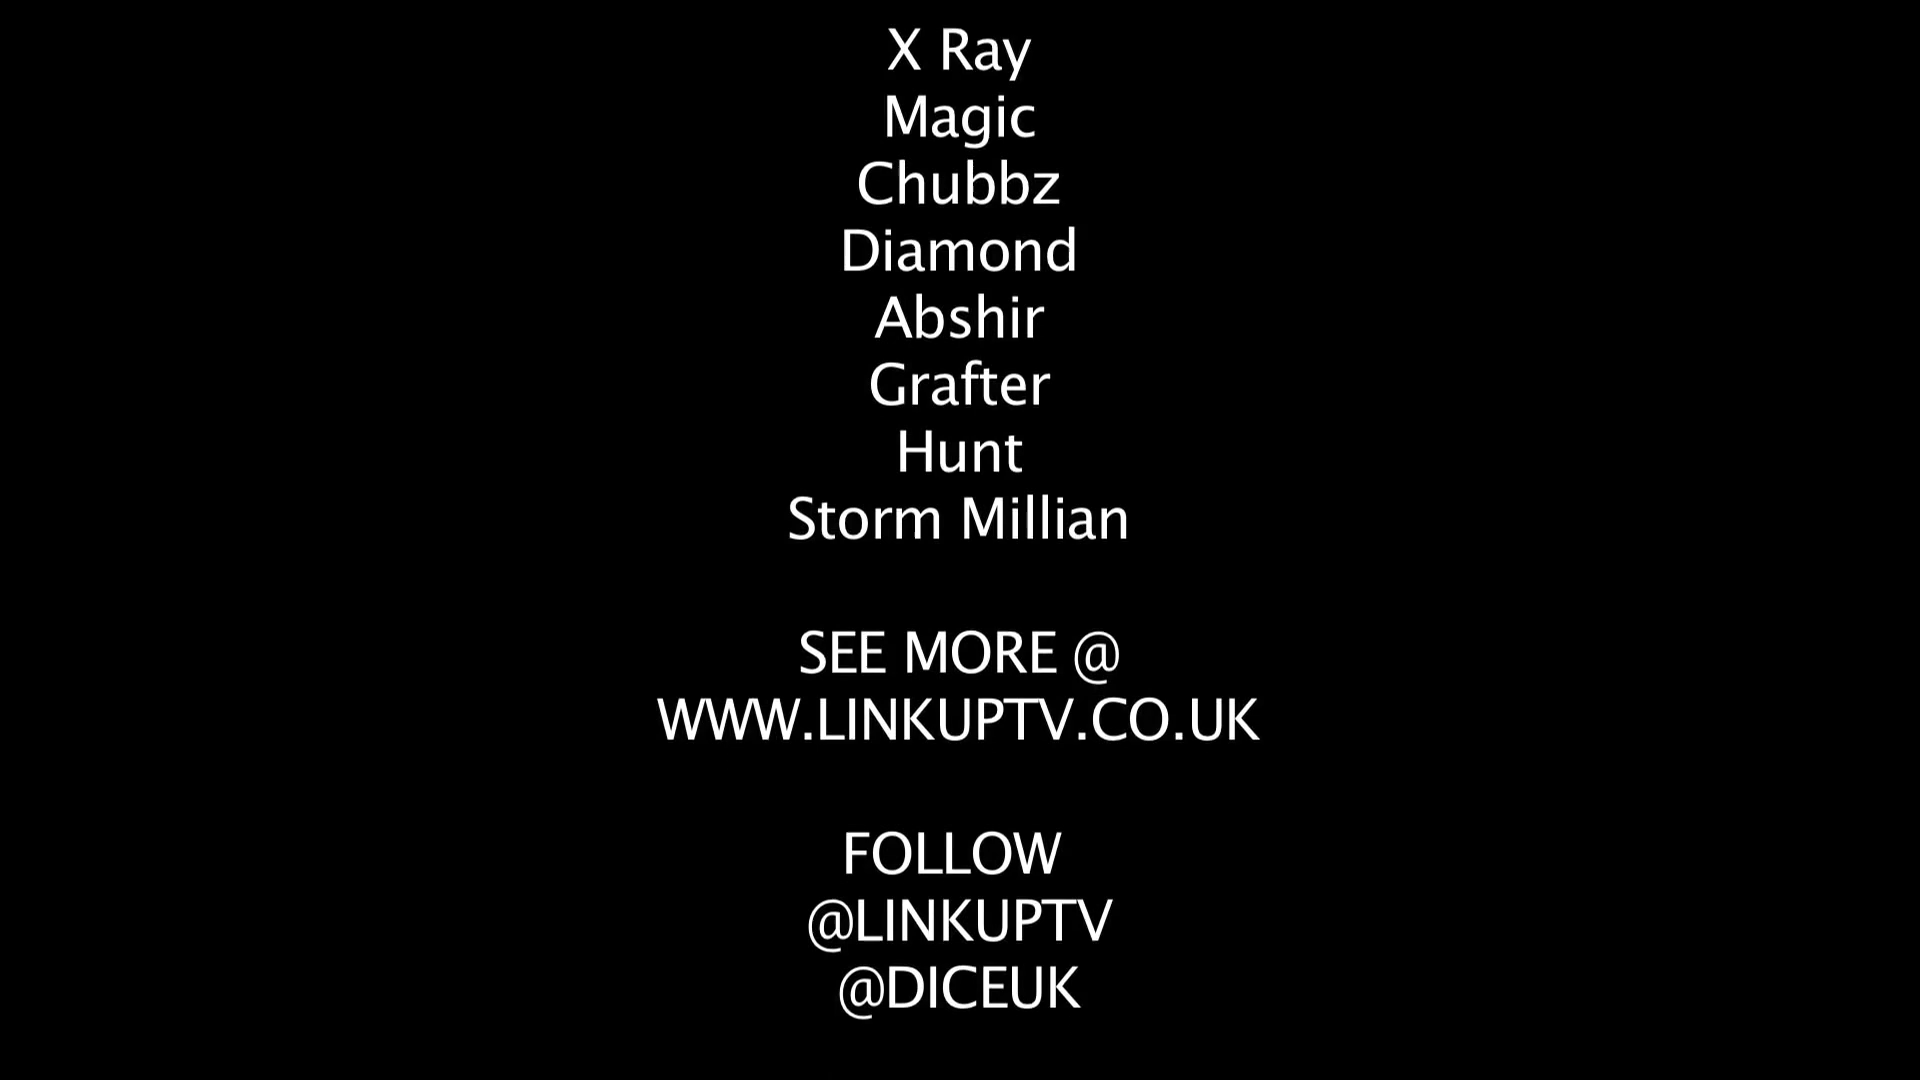 X Ray
Magic
Chubbz
Diamond
Abshir
Grafter
Hunt
Storm Millian
SEE MORE @
WWW.LINKUPTV.CO.UK
FOLLOW
@LINKUPTV
@DICEUK